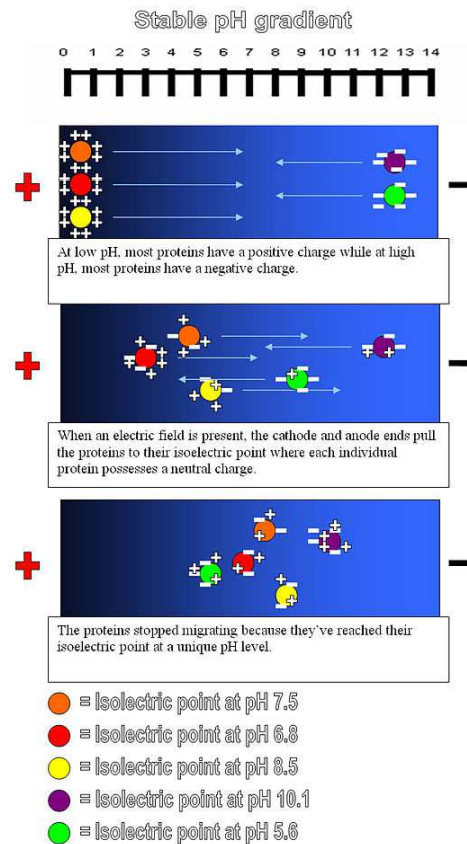 Stable pH gradient
0 1 2 3 4 5 6 7 8 9 10 11 12 13 14
At low pH, most proteins have a positive charge while at high
pH, most proteins have a negative charge.
When an electric field is present, the cathode and anode ends pull
the proteins to their isoelectric point where each individual
protein possesses a neutral charge.
The proteins stopped migrating because they've reached their
isoelectric point at a unique pH level.
= Isolectric point at pH 7.5
= Isolectric point at pH 6.8
= Isolectric point at pH 8.5
= Isolectric point at pH 10.1
= Isolectric point at pH 5.6